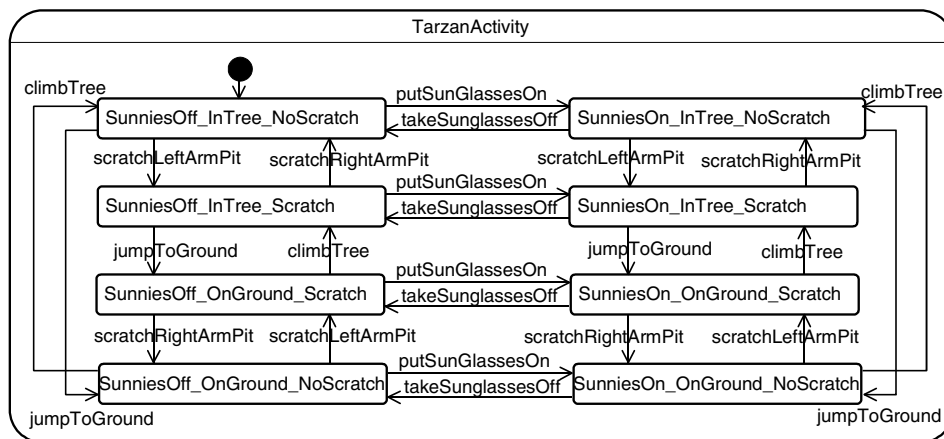 TarzanActivity
climbTree
putSunGlassesOn
climbTree
SunniesOff_InTree_NoScratch
takeSunglassesOff
SunniesOn_InTree_NoScratch
scratchLeftArmPit
scratchRightArmPit
scratchLeftArmPit
scratchRightArmPit
putSunGlassesOn
SunniesOff_InTree_Scratch
takeSunglassesOff
SunniesOn_InTree_Scratch
jumpToGround
climbTree
jumpToGround
climbTree
putSunGlassesOn
SunniesOff_OnGround_Scratch
takeSunglassesOff
SunniesOn_OnGround_Scratch
scratchRightArmPit
scratchLeftArmPit
scratchRightArmPit
scratchLeftArmPit
putSunGlassesOn
SunniesOff_OnGround_NoScratch
takeSunglassesOff
SunniesOn_OnGround_NoScratch
jumpToGround
jumpToGround